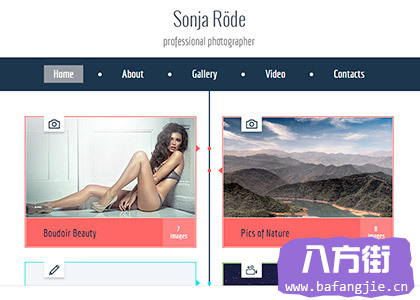 Sonja Röde
professional photographer
Home
About
Gallery
Video
Contacts
Boudoir Beauty
7
images
Pics of Nature
8
images
八方街
www.bafangjie.cn